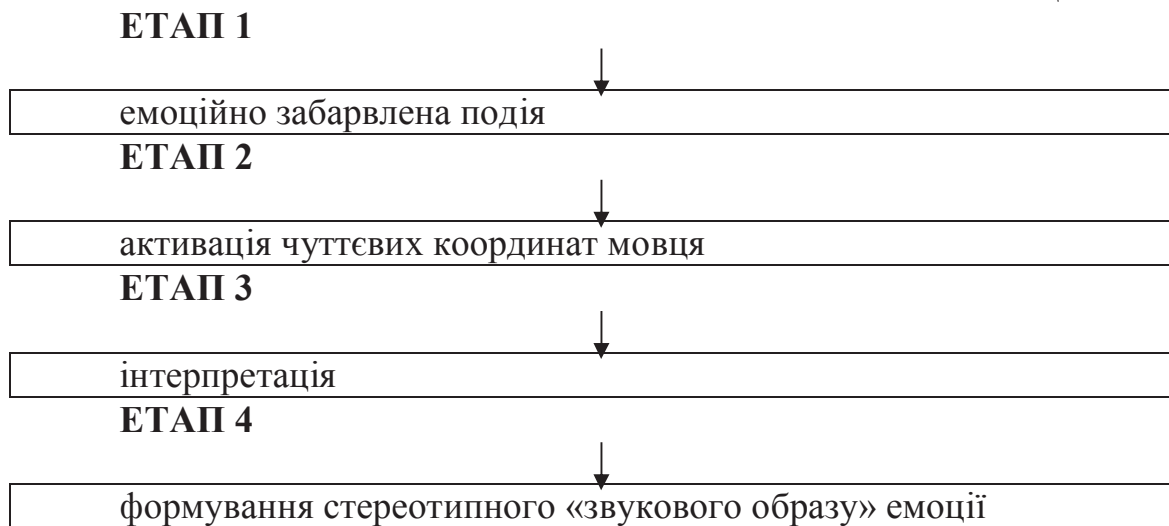 ЕТАП 1
емоційно забарвлена подія
ЕТАП 2
активація чуттєвих координат мовця
ЕТАП 3
інтерпретація
ЕТАП 4
формування стереотипного «звукового образу» емоції